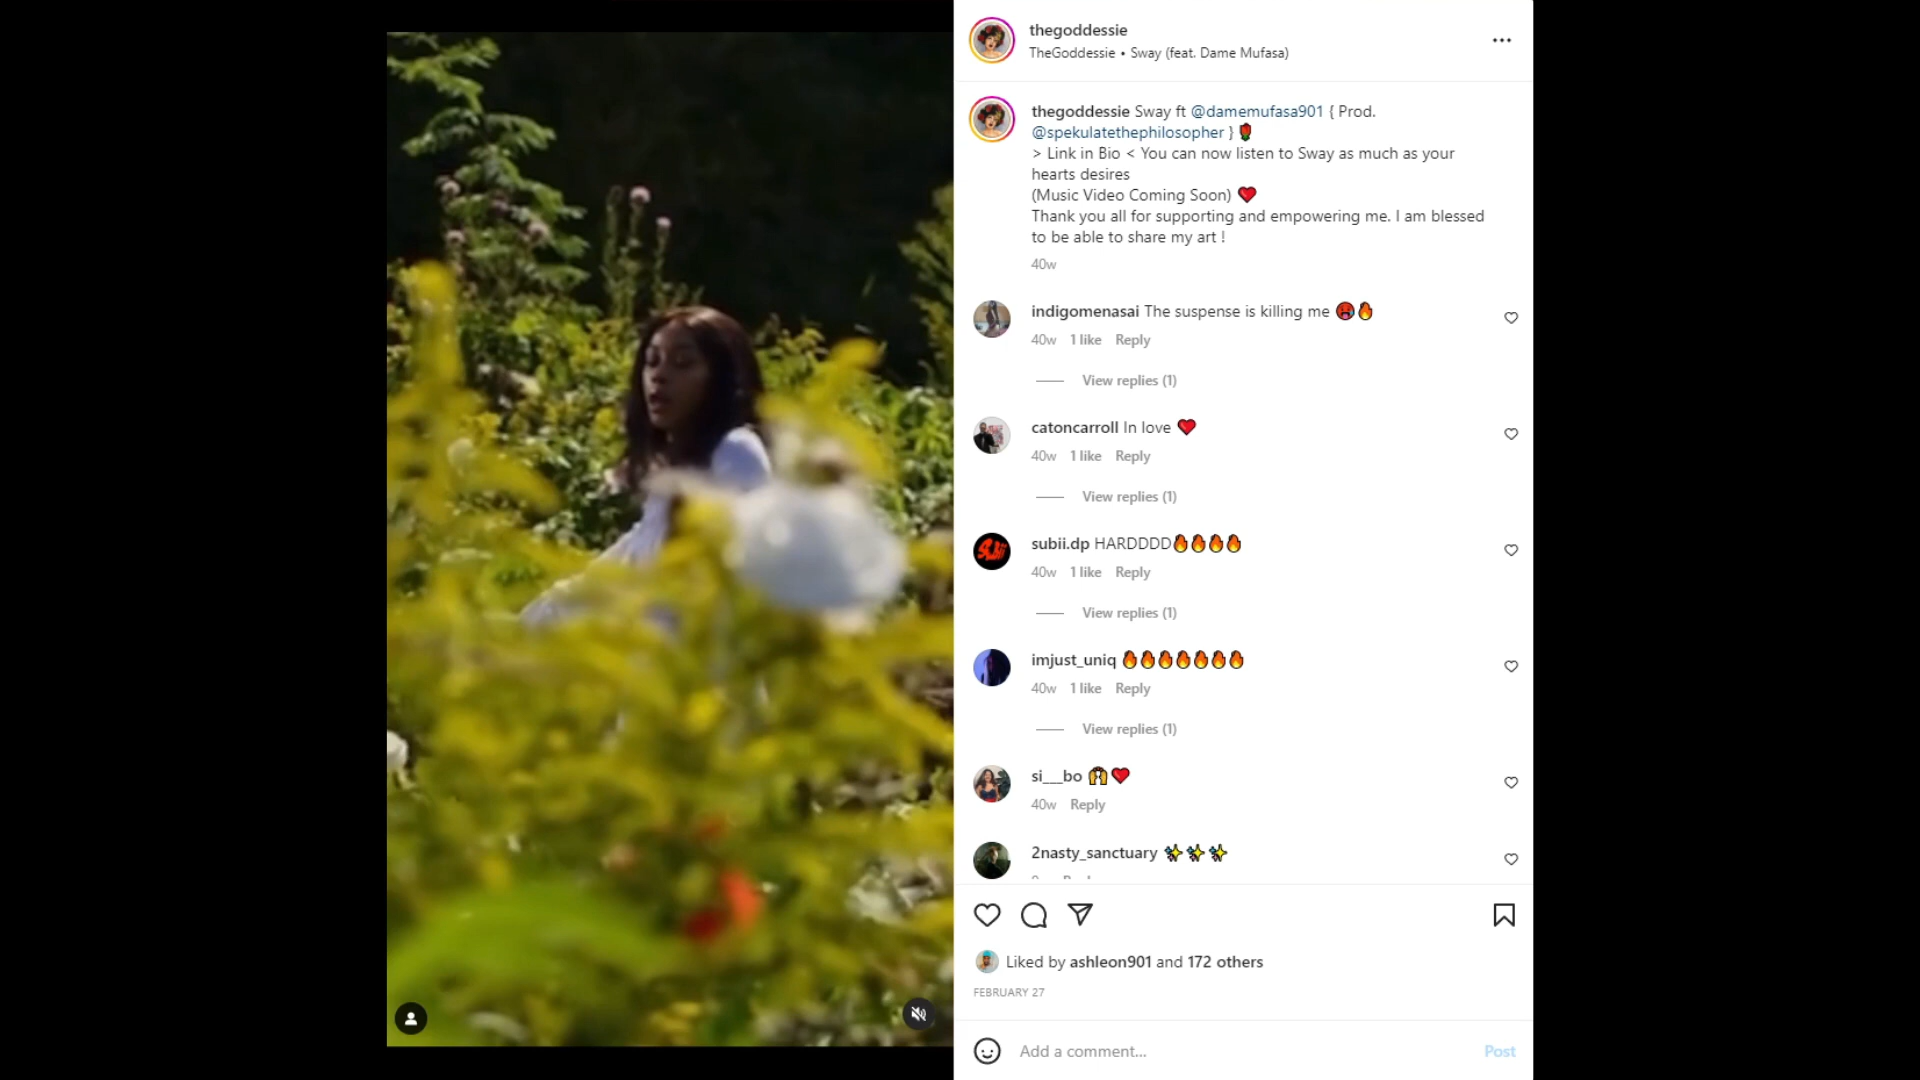 thegoddessie
TheGoddessie • Sway (feat. Dame Mufasa)
thegoddessie Sway ft @damemufasa901 { Prod.
@spekulatethephilosopher } 🌹
> Link in Bio < You can now listen to Sway as much as your
hearts desires
(Music Video Coming Soon) ❤️
Thank you all for supporting and empowering me. I am blessed
to be able to share my art !
40w
indigomenasai The suspense is killing me 🥵🔥
40w 1 like Reply
View replies (1)
catoncarroll In love ❤️
40w 1 like Reply
View replies (1)
SUBii
subii.dp HARDDDD🔥🔥🔥🔥
40w 1 like Reply
View replies (1)
imjust_uniq 🔥🔥🔥🔥🔥🔥🔥
40w 1 like Reply
View replies (1)
si___bo 🙌❤️
40w Reply
2nasty_sanctuary ✨✨✨
Liked by ashleon901 and 172 others
FEBRUARY 27
Add a comment...
Post